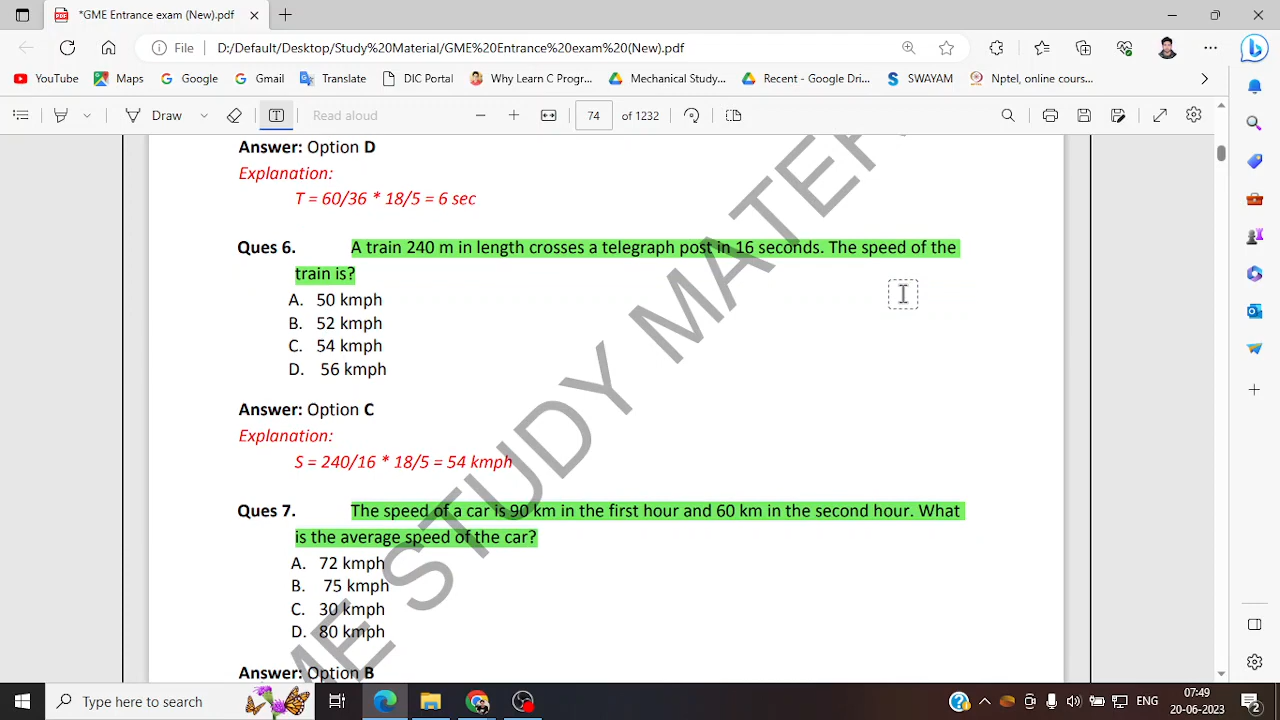 *GME Entrance exam (New).pdf
File D:/Default/Desktop/Study%20Material/GME%20Entrance%20exam%20(New).pdf
YouTube Maps Google Gmail Translate DIC Portal Why Learn C Progr... Mechanical Study... Recent - Google Dri... SWAYAM Nptel, online cours...
Draw Read aloud 74 of 1232
Answer: Option D
Explanation:
T = 60/36 * 18/5 = 6 sec
Ques 6. A train 240 m in length crosses a telegraph post in 16 seconds. The speed of the
train is?
A. 50 kmph
B. 52 kmph
C. 54 kmph
D. 56 kmph
Answer: Option C
Explanation:
S = 240/16 * 18/5 = 54 kmph
Ques 7. The speed of a car is 90 km in the first hour and 60 km in the second hour. What
is the average speed of the car?
A. 72 kmph
B. 75 kmph
C. 30 kmph
D. 80 kmph
Answer: Option B
ME STUDY MATER
Type here to search
ENG
07:49
20-06-2023
2